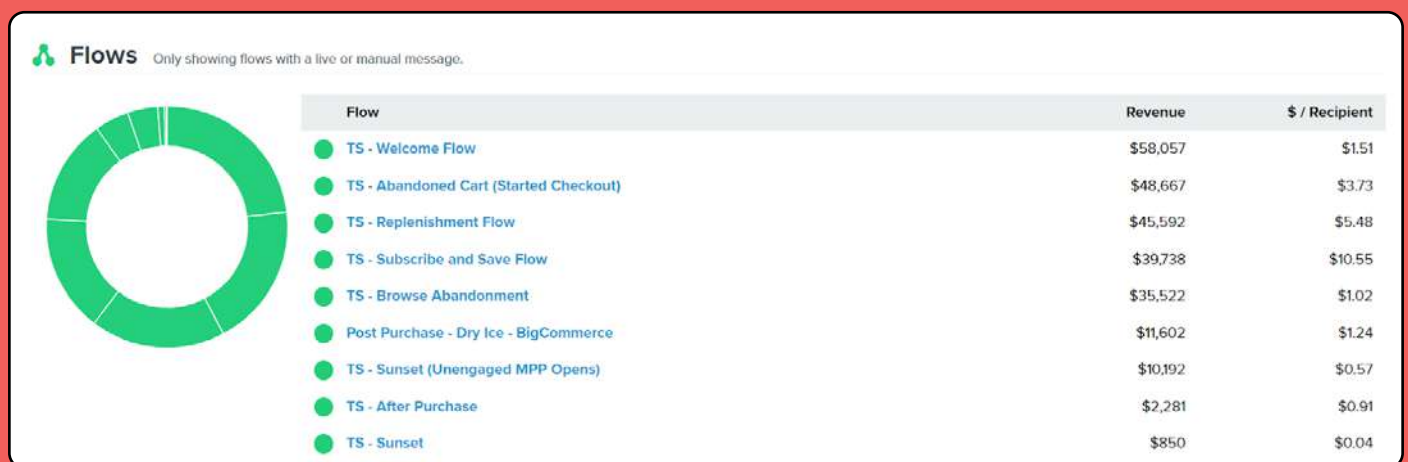 Flows Only showing flows with a live or manual message.
Flow Revenue $ / Recipient
TS - Welcome Flow $58,057 $1.51
TS - Abandoned Cart (Started Checkout) $48,667 $3.73
TS - Replenishment Flow $45,592 $5.48
TS - Subscribe and Save Flow $39,738 $10.55
TS - Browse Abandonment $35,522 $1.02
Post Purchase - Dry Ice - BigCommerce $11,602 $1.24
TS - Sunset (Unengaged MPP Opens) $10,192 $0.57
TS - After Purchase $2,281 $0.91
TS - Sunset $850 $0.04